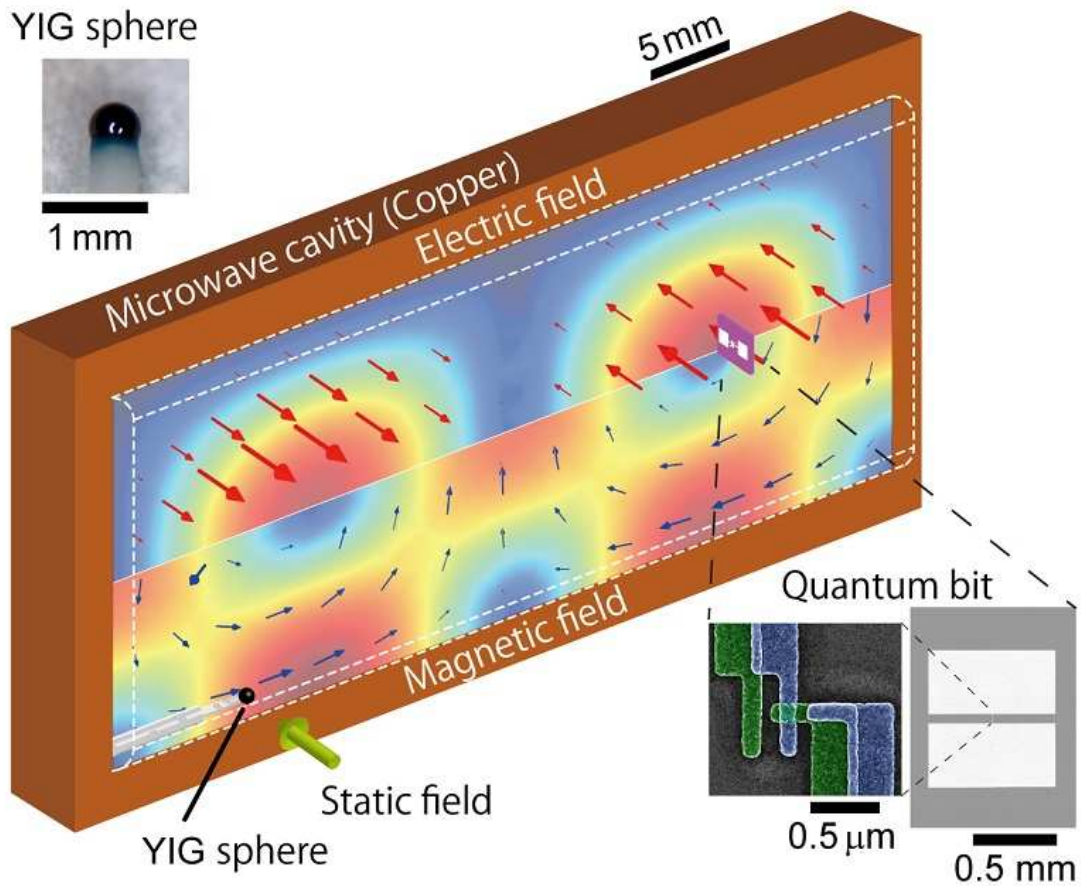 YIG sphere
1 mm
5 mm
Microwave cavity (Copper)
Electric field
Magnetic field
Static field
YIG sphere
Quantum bit
0.5 μm
0.5 mm